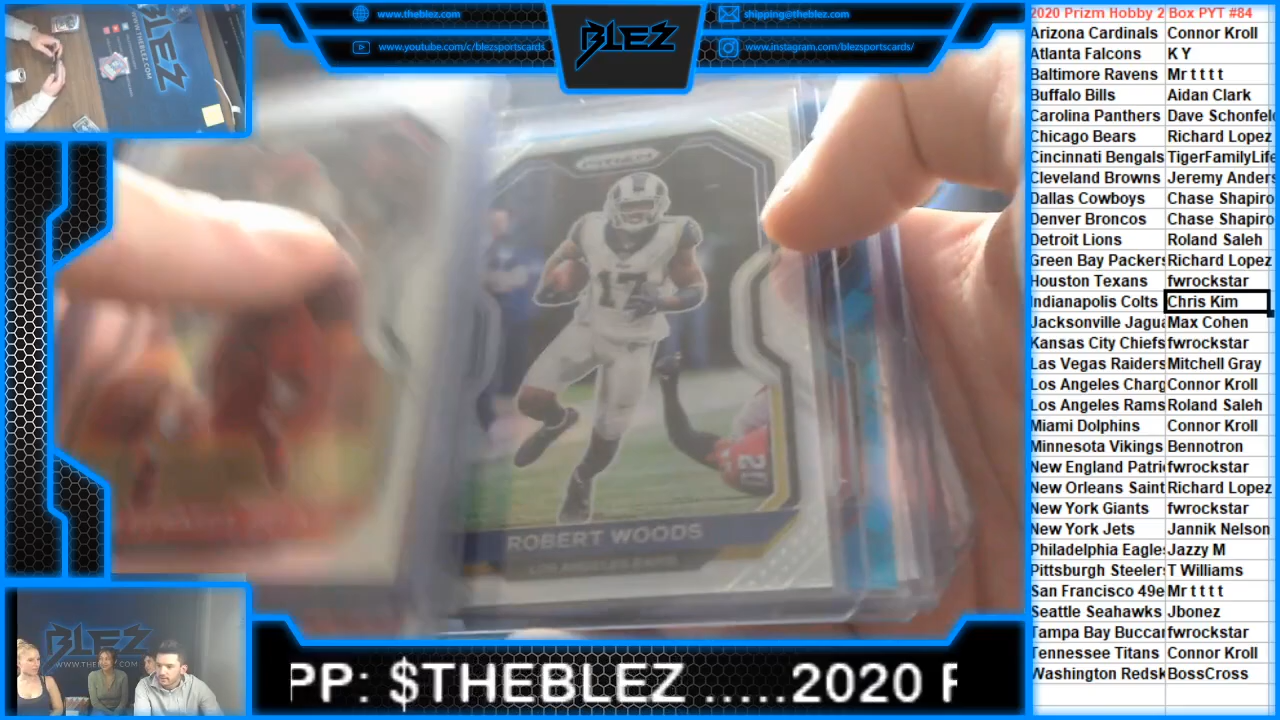 www.theblez.com
www.youtube.com/c/blezsportscards
BLEZ
shipping@theblez.com
www.instagram.com/blezsportscards/
BLEZ
WWW.THEBLEZ.COM
PRIZM
17
20
ROBERT WOODS
LOS ANGELES RAMS
BLEZ
PP: $THEBLEZ .....2020
2020 Prizm Hobby 2 Box PYT #84
Arizona Cardinals Connor Kroll
Atlanta Falcons K Y
Baltimore Ravens Mr t t t t
Buffalo Bills Aidan Clark
Carolina Panthers Dave Schonfel
Chicago Bears Richard Lopez
Cincinnati Bengals TigerFamilyLife
Cleveland Browns Jeremy Anders
Dallas Cowboys Chase Shapiro
Denver Broncos Chase Shapiro
Detroit Lions Roland Saleh
Green Bay Packers Richard Lopez
Houston Texans fwrockstar
Indianapolis Colts Chris Kim
Jacksonville Jagua Max Cohen
Kansas City Chiefs fwrockstar
Las Vegas Raiders Mitchell Gray
Los Angeles Charg Connor Kroll
Los Angeles Rams Roland Saleh
Miami Dolphins Connor Kroll
Minnesota Vikings Bennotron
New England Patri fwrockstar
New Orleans Saint Richard Lopez
New York Giants fwrockstar
New York Jets Jannik Nelson
Philadelphia Eagle Jazzy M
Pittsburgh Steeler T Williams
San Francisco 49e Mr t t t t
Seattle Seahawks Jbonez
Tampa Bay Buccar fwrockstar
Tennessee Titans Connor Kroll
Washington Redsk BossCross